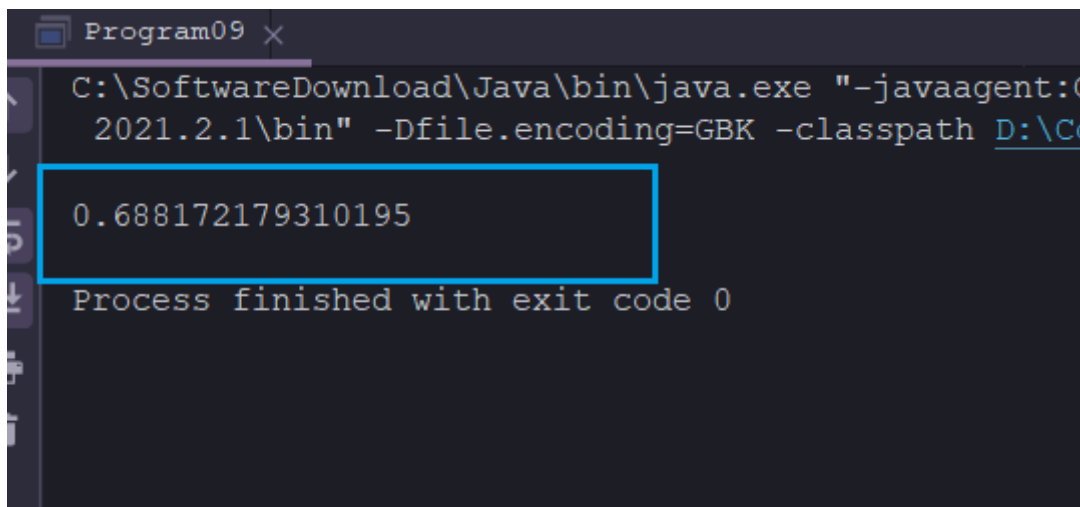 Program09
C:\SoftwareDownload\Java\bin\java.exe "-javaagent:
2021.2.1\bin" -Dfile.encoding=GBK -classpath D:\C
0.688172179310195
Process finished with exit code 0